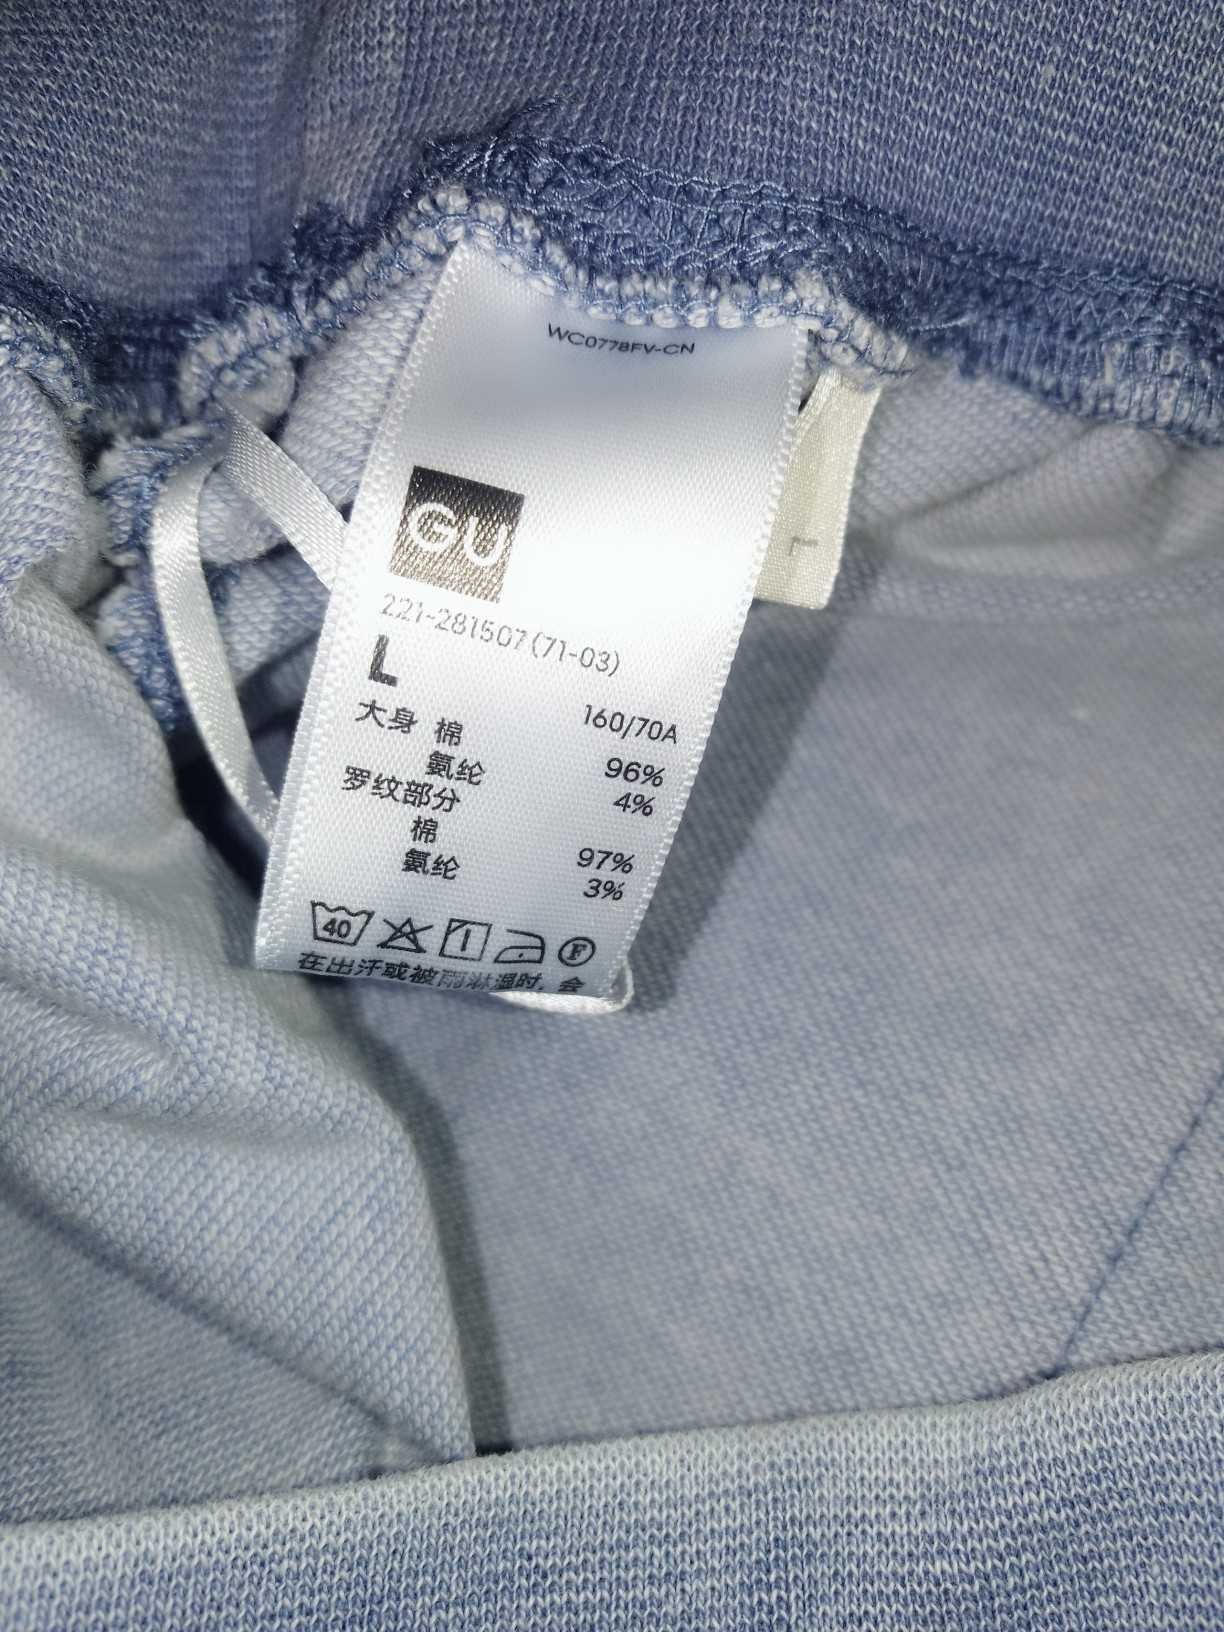 WC0778FV-CN
GU
221-281507(71-03)
L
160/70A
大身 棉 96%
氨纶 4%
罗纹部分
棉 97%
氨纶 3%
40 F
在出汗或被雨淋湿时，会
L